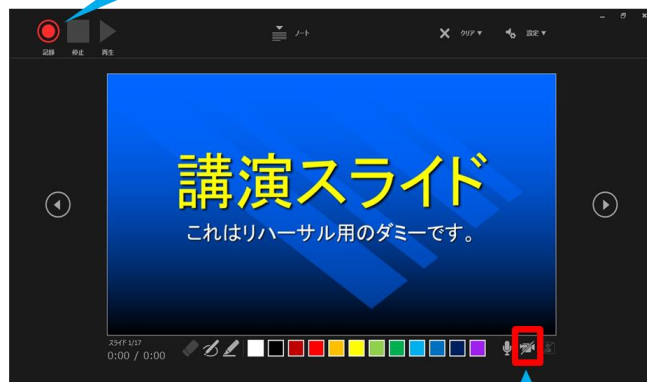 ノート
クリア▼
設定▼
記録 停止 再生
講演スライド
これはリハーサル用のダミーです。
スライド 1/17
0:00 / 0:00